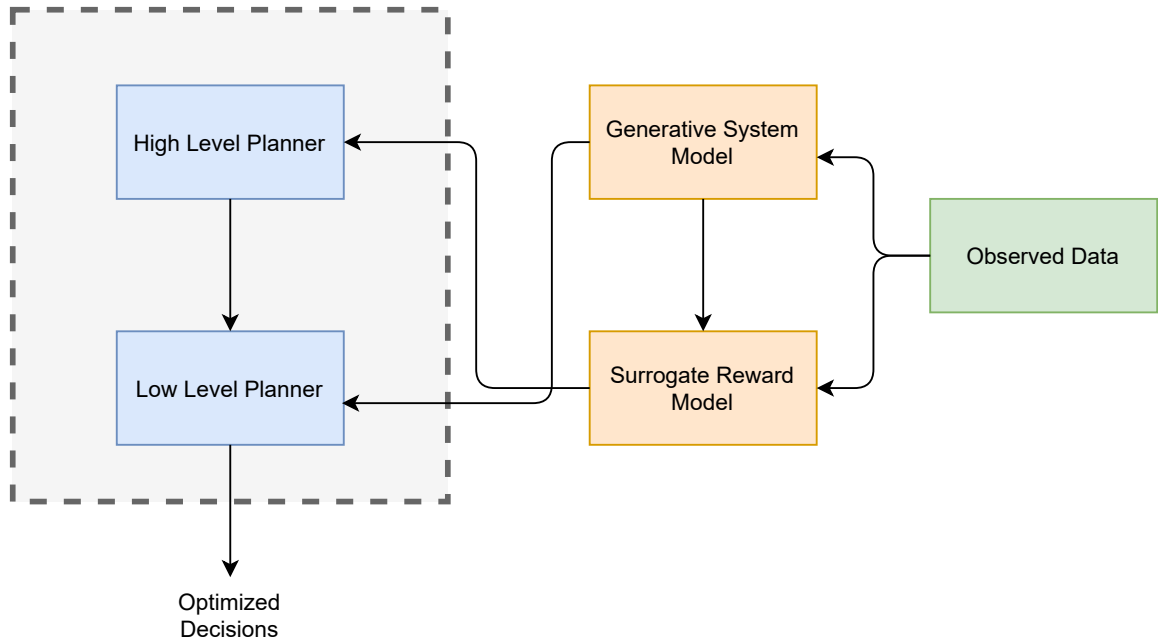 High Level Planner
Generative System
Model
Observed Data
Low Level Planner
Surrogate Reward
Model
Optimized
Decisions